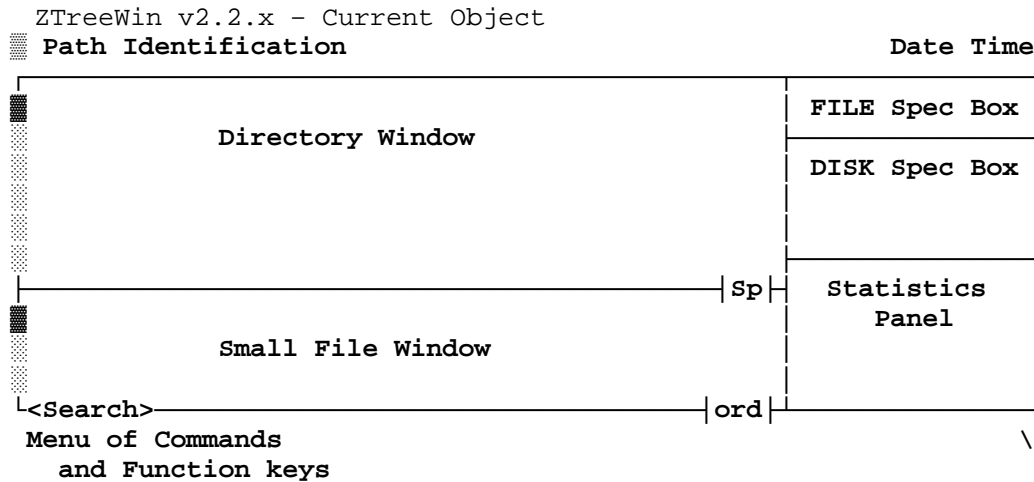 ZTreeWin v2.2.x – Current Object
Path Identification Date Time
FILE Spec Box
Directory Window
DISK Spec Box
Sp Statistics
Panel
Small File Window
<Search> ord
Menu of Commands \
and Function keys